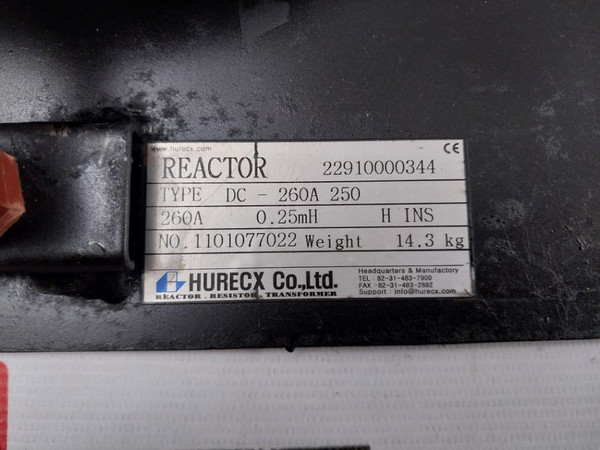 www.hurecx.com CE
REACTOR 22910000344
TYPE DC - 260A 250
260A 0.25mH H INS
NO.1101077022 Weight 14.3 kg
HURECX Co.,Ltd.
REACTOR . RESISTOR . TRANSFORMER
Headquarters & Manufactory
TEL : 82-31-483-7900
FAX : 82-31-483-2882
Support : info@hurecx.com